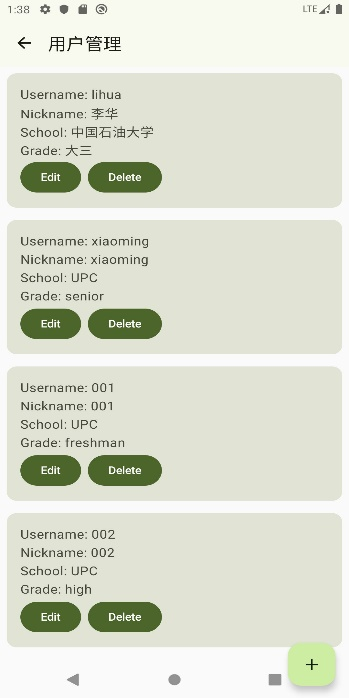 1:38 LTE
用户管理
Username: lihua
Nickname: 李华
School: 中国石油大学
Grade: 大三
Edit Delete
Username: xiaoming
Nickname: xiaoming
School: UPC
Grade: senior
Edit Delete
Username: 001
Nickname: 001
School: UPC
Grade: freshman
Edit Delete
Username: 002
Nickname: 002
School: UPC
Grade: high
Edit Delete